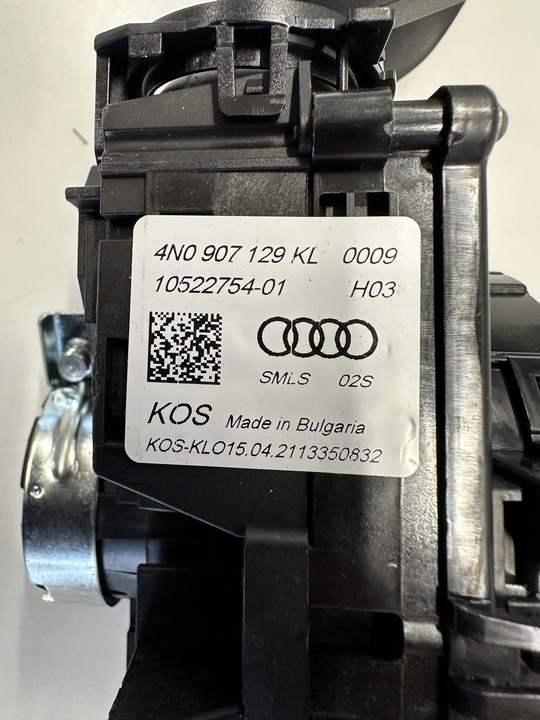 4N0 907 129 KL 0009
10522754-01 H03
SMLS 02S
KOS Made in Bulgaria
KOS-KLO15.04.2113350832